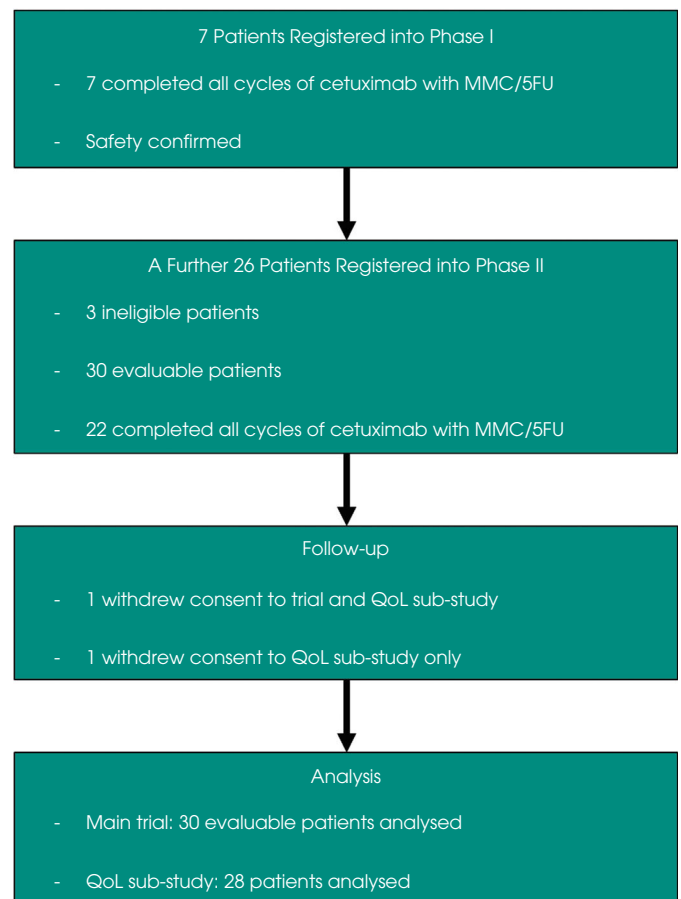 7 Patients Registered into Phase I
- 7 completed all cycles of cetuximab with MMC/5FU
- Safety confirmed
A Further 26 Patients Registered into Phase II
- 3 ineligible patients
- 30 evaluable patients
- 22 completed all cycles of cetuximab with MMC/5FU
Follow-up
- 1 withdrew consent to trial and QoL sub-study
- 1 withdrew consent to QoL sub-study only
Analysis
- Main trial: 30 evaluable patients analysed
- QoL sub-study: 28 patients analysed